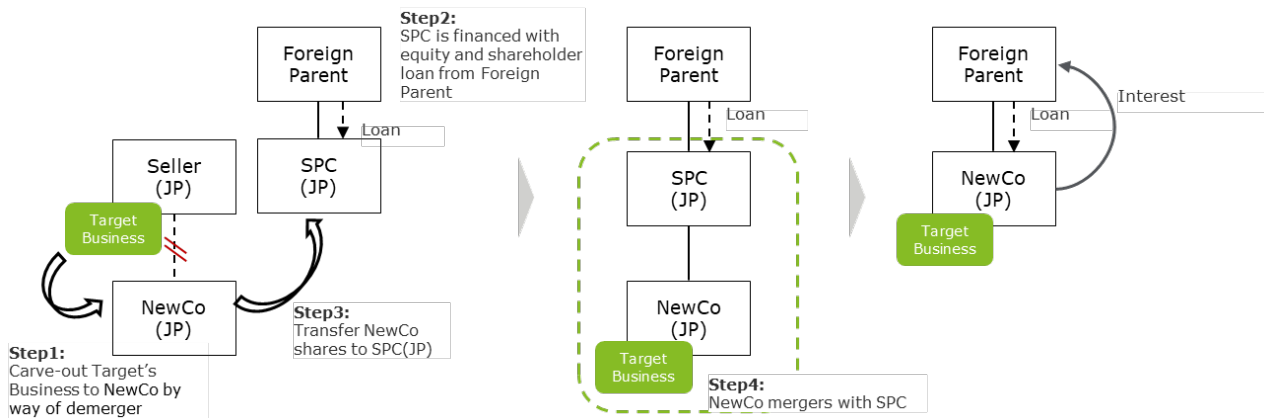 Step2:
SPC is financed with
equity and shareholder
loan from Foreign
Parent
Foreign
Parent
Loan
Seller
(JP)
SPC
(JP)
Target
Business
NewCo
(JP)
Step3:
Transfer NewCo
shares to SPC(JP)
Step1:
Carve-out Target's
Business to NewCo by
way of demerger
Foreign
Parent
Loan
SPC
(JP)
NewCo
(JP)
Target
Business
Step4:
NewCo mergers with SPC
Foreign
Parent
Interest
Loan
NewCo
(JP)
Target
Business